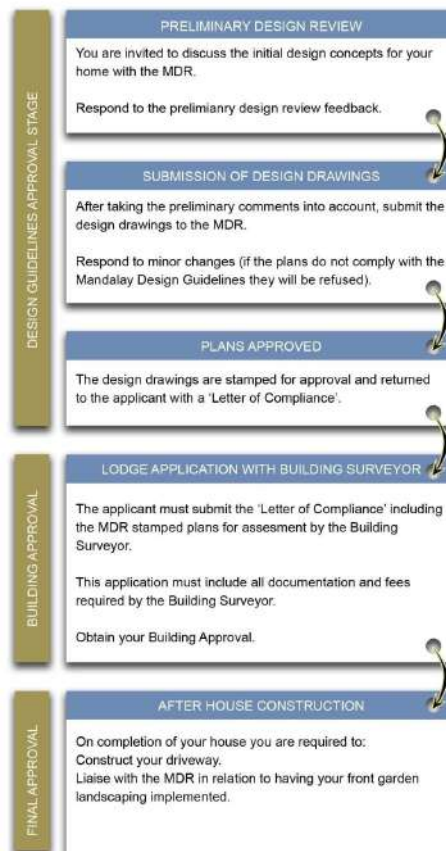 DESIGN GUIDELINES APPROVAL STAGE
PRELIMINARY DESIGN REVIEW
You are invited to discuss the initial design concepts for your
home with the MDR.
Respond to the prelimianry design review feedback.
SUBMISSION OF DESIGN DRAWINGS
After taking the preliminary comments into account, submit the
design drawings to the MDR.
Respond to minor changes (if the plans do not comply with the
Mandalay Design Guidelines they will be refused).
PLANS APPROVED
The design drawings are stamped for approval and returned
to the applicant with a 'Letter of Compliance'.
BUILDING APPROVAL
LODGE APPLICATION WITH BUILDING SURVEYOR
The applicant must submit the 'Letter of Compliance' including
the MDR stamped plans for assesment by the Building
Surveyor.
This application must include all documentation and fees
required by the Building Surveyor.
Obtain your Building Approval.
FINAL APPROVAL
AFTER HOUSE CONSTRUCTION
On completion of your house you are required to:
Construct your driveway.
Liaise with the MDR in relation to having your front garden
landscaping implemented.